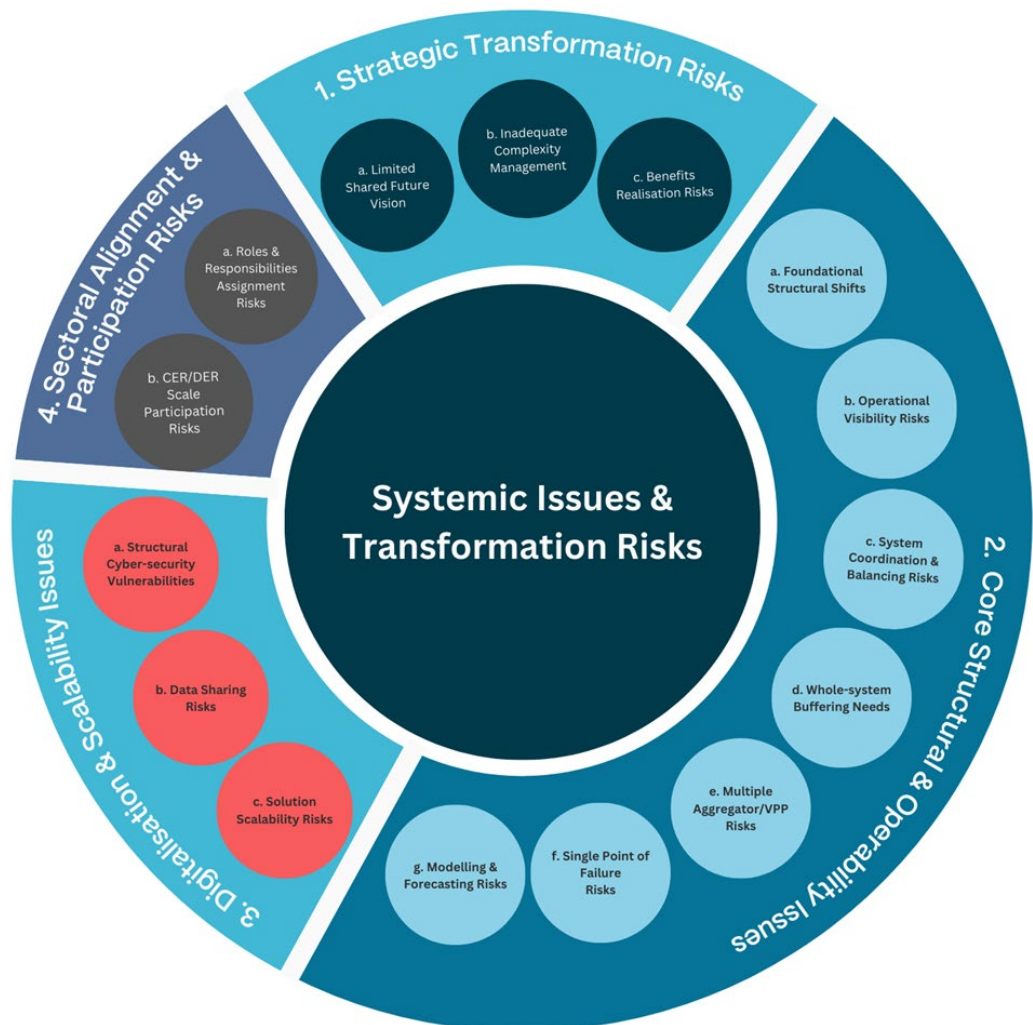 1. Strategic Transformation Risks
a. Limited
Shared Future
Vision
b. Inadequate
Complexity
Management
c. Benefits
Realisation Risks
2. Core Structural & Operability Issues
a. Foundational
Structural Shifts
b. Operational
Visibility Risks
c. System
Coordination &
Balancing Risks
d. Whole-system
Buffering Needs
e. Multiple
Aggregator/VPP
Risks
f. Single Point of
Failure
Risks
g. Modelling &
Forecasting Risks
3. Digitalisation & Scalability Issues
a. Structural
Cyber-security
Vulnerabilities
b. Data Sharing
Risks
c. Solution
Scalability Risks
4. Sectoral Alignment &
Participation Risks
a. Roles &
Responsibilities
Assignment
Risks
b. CER/DER
Scale
Participation
Risks
Systemic Issues &
Transformation Risks